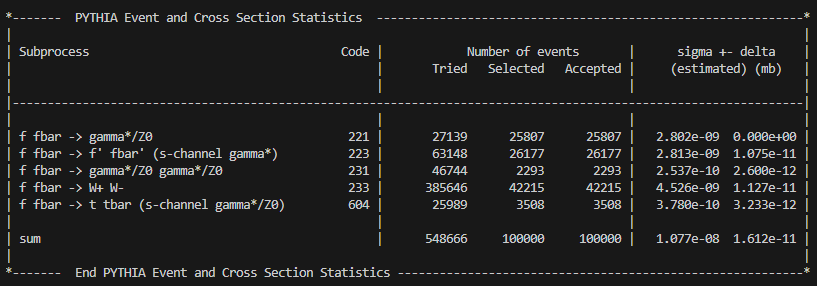 *-------  PYTHIA Event and Cross Section Statistics  -------------------------------------------------------------*
|                                                                                                                 |
| Subprocess                                    Code |            Number of events       |      sigma +- delta    |
|                                                    |       Tried   Selected   Accepted |     (estimated) (mb)   |
|                                                    |                                   |                        |
|-----------------------------------------------------------------------------------------------------------------|
|                                                    |                                   |                        |
| f fbar -> gamma*/Z0                            221 |       27139      25807      25807 |   2.802e-09  0.000e+00 |
| f fbar -> f' fbar' (s-channel gamma*)          223 |       63148      26177      26177 |   2.813e-09  1.075e-11 |
| f fbar -> gamma*/Z0 gamma*/Z0                  231 |       46744       2293       2293 |   2.537e-10  2.600e-12 |
| f fbar -> W+ W-                                233 |      385646      42215      42215 |   4.526e-09  1.127e-11 |
| f fbar -> t tbar (s-channel gamma*/Z0)         604 |       25989       3508       3508 |   3.780e-10  3.233e-12 |
|                                                    |                                   |                        |
| sum                                                |      548666     100000     100000 |   1.077e-08  1.612e-11 |
|                                                                                                                 |
*-------  End PYTHIA Event and Cross Section Statistics ----------------------------------------------------------*